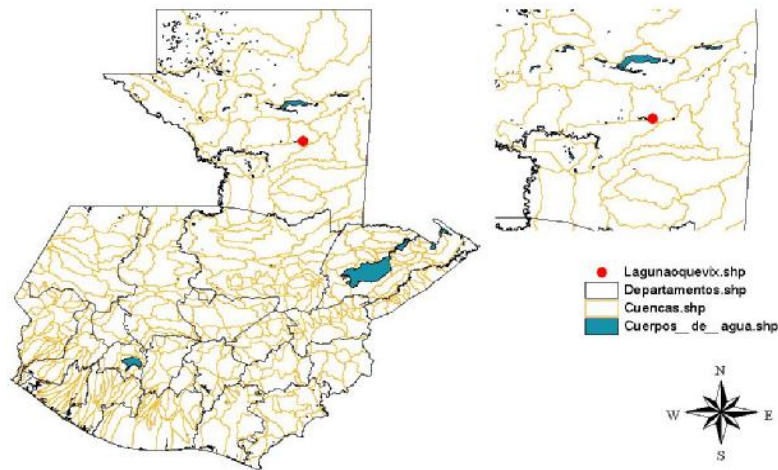 Lagunaoquevix.shp
Departamentos.shp
Cuencas.shp
Cuerpos__de__agua.shp
N
W E
S